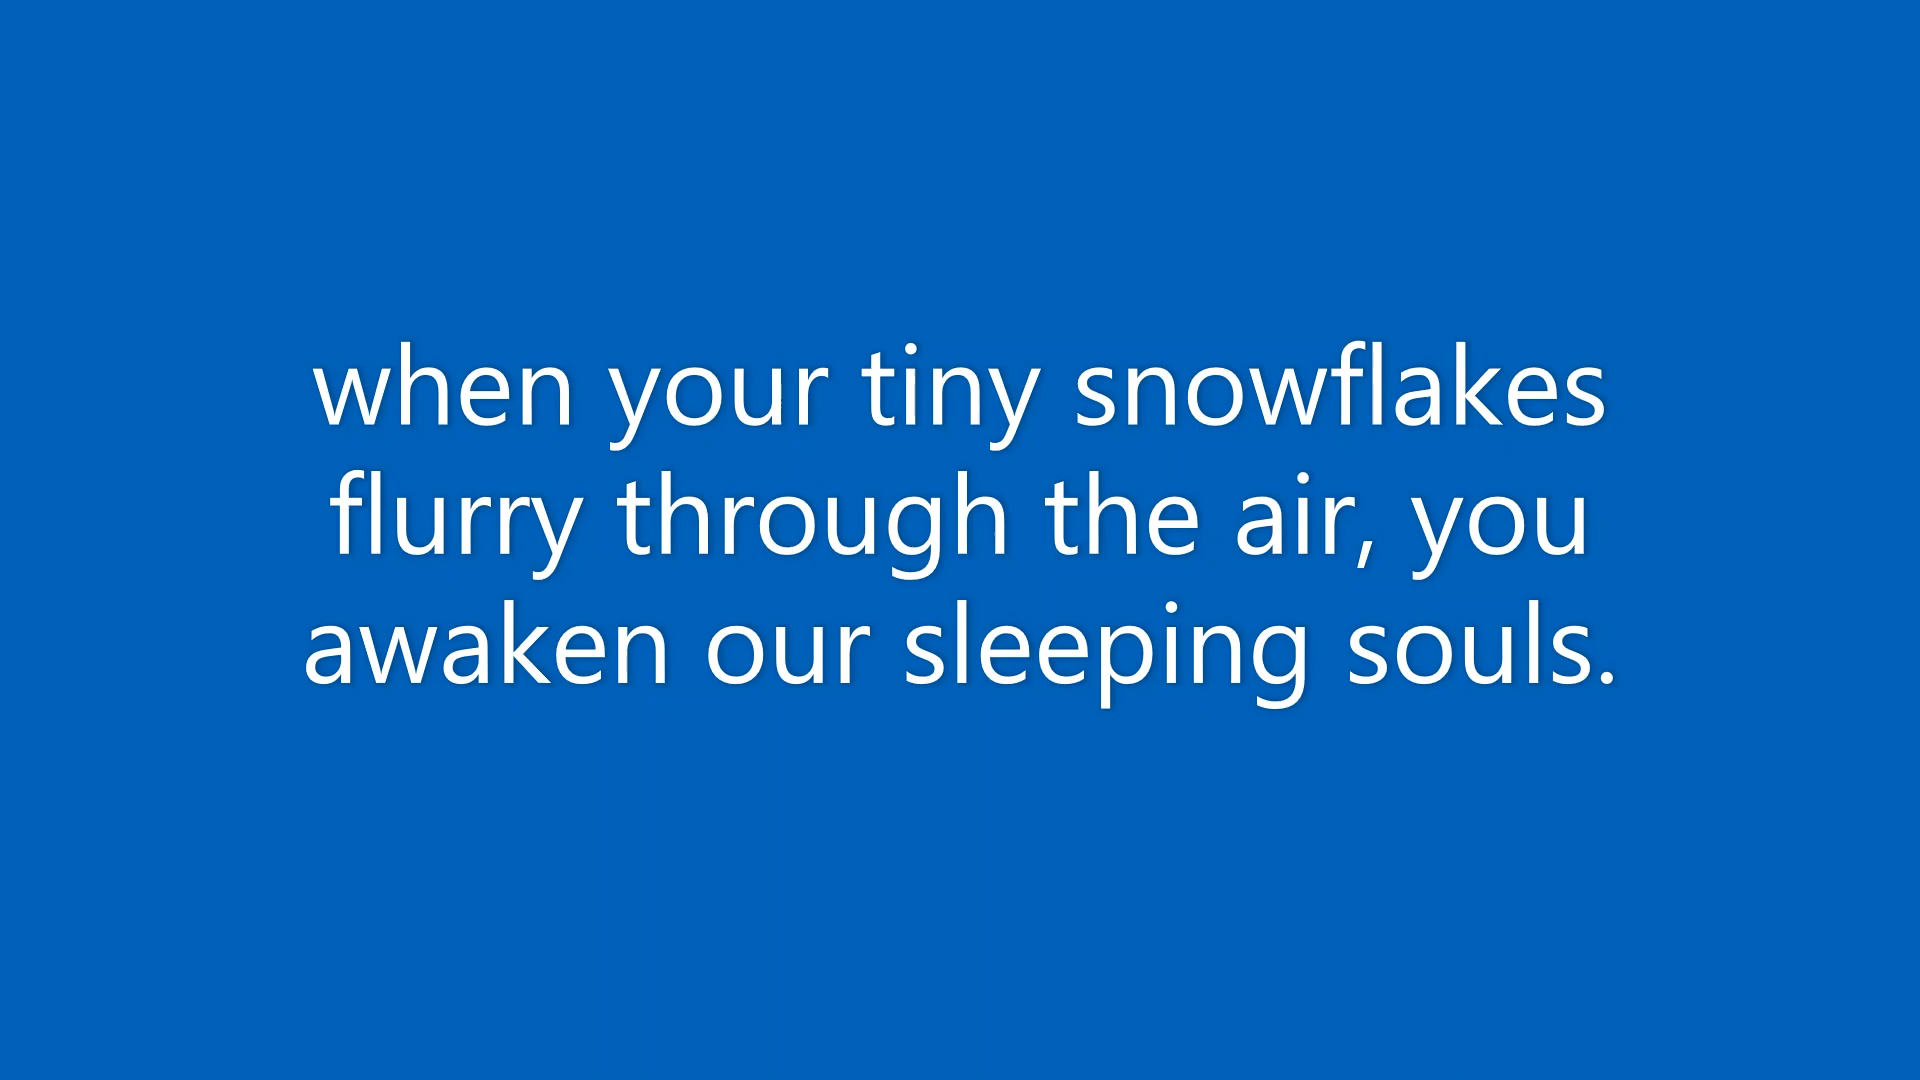 when your tiny snowflakes
flurry through the air, you
awaken our sleeping souls.